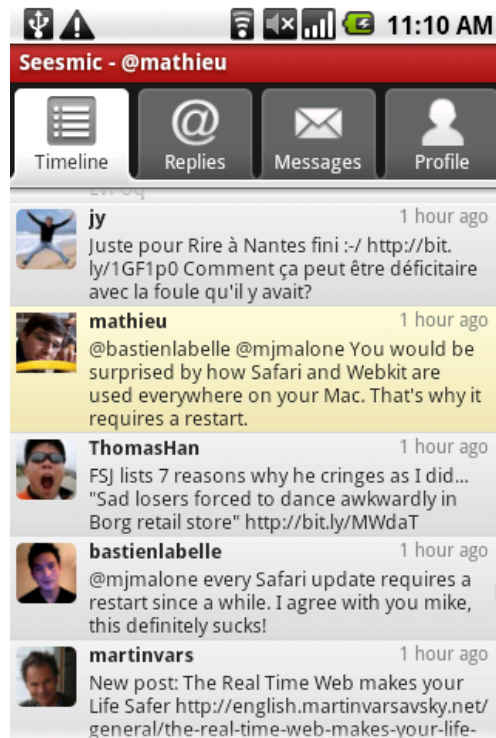 11:10 AM
Seesmic - @mathieu
Timeline
Replies
Messages
Profile
jy 1 hour ago
Juste pour Rire à Nantes fini :-/ http://bit.
ly/1GF1p0 Comment ça peut être déficitaire
avec la foule qu'il y avait?
mathieu 1 hour ago
@bastienlabelle @mjmalone You would be
surprised by how Safari and Webkit are
used everywhere on your Mac. That's why it
requires a restart.
ThomasHan 1 hour ago
FSJ lists 7 reasons why he cringes as I did...
"Sad losers forced to dance awkwardly in
Borg retail store" http://bit.ly/MWdaT
bastienlabelle 1 hour ago
@mjmalone every Safari update requires a
restart since a while. I agree with you mike,
this definitely sucks!
martinvars 1 hour ago
New post: The Real Time Web makes your
Life Safer http://english.martinvarsavsky.net/
general/the-real-time-web-makes-your-life-